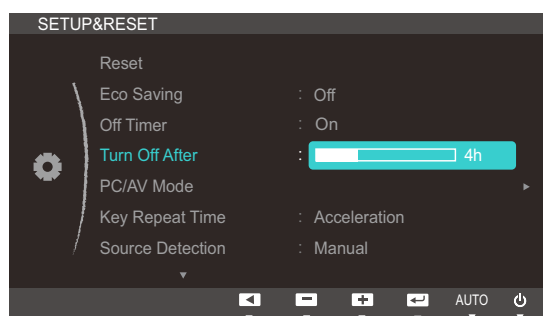 SETUP&RESET
Reset
Eco Saving : Off
Off Timer : On
Turn Off After : 4h
PC/AV Mode
Key Repeat Time : Acceleration
Source Detection : Manual
AUTO